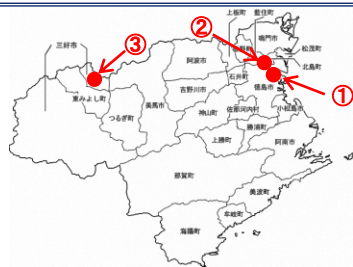 ②
上板町
藍住町
鳴門市
板野町
松茂町
北島町
①
三好市
③
阿波市
石井町
徳島市
東みよし町
美馬市
吉野川市
つるぎ町
神山町
佐那河内村
小松島市
勝浦町
上勝町
阿南市
那賀町
美波町
牟岐町
海陽町